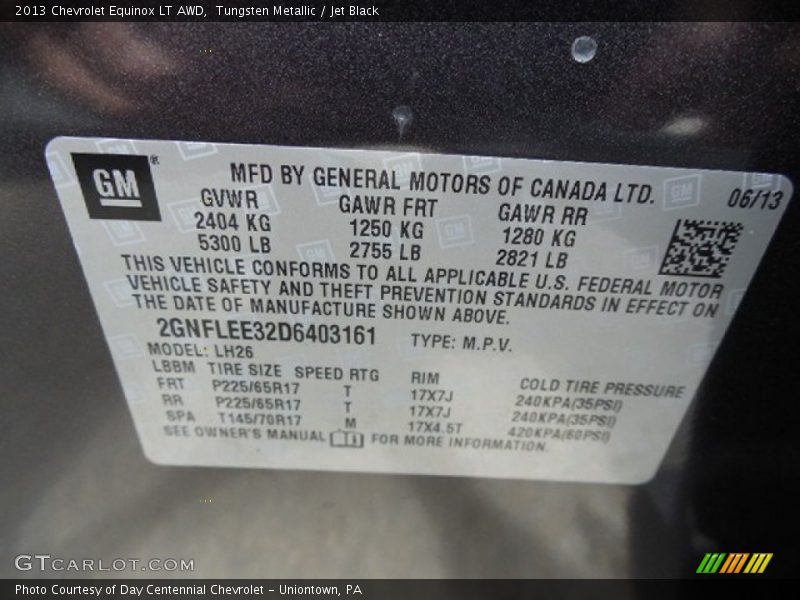 2013 Chevrolet Equinox LT AWD, Tungsten Metallic / Jet Black
GM®
MFD BY GENERAL MOTORS OF CANADA LTD. 06/13
GVWR GAWR FRT GAWR RR
2404 KG 1250 KG 1280 KG
5300 LB 2755 LB 2821 LB
THIS VEHICLE CONFORMS TO ALL APPLICABLE U.S. FEDERAL MOTOR
VEHICLE SAFETY AND THEFT PREVENTION STANDARDS IN EFFECT ON
THE DATE OF MANUFACTURE SHOWN ABOVE.
2GNFLEE32D6403161 TYPE: M.P.V.
MODEL: LH26
LBBM TIRE SIZE SPEED RTG RIM COLD TIRE PRESSURE
FRT P225/65R17 T 17X7J 240KPA(35PSI)
RR P225/65R17 T 17X7J 240KPA(35PSI)
SPA T145/70R17 M 17X4.5T 420KPA(60PSI)
SEE OWNER'S MANUAL FOR MORE INFORMATION.
GTCARLOT.COM
Photo Courtesy of Day Centennial Chevrolet - Uniontown, PA